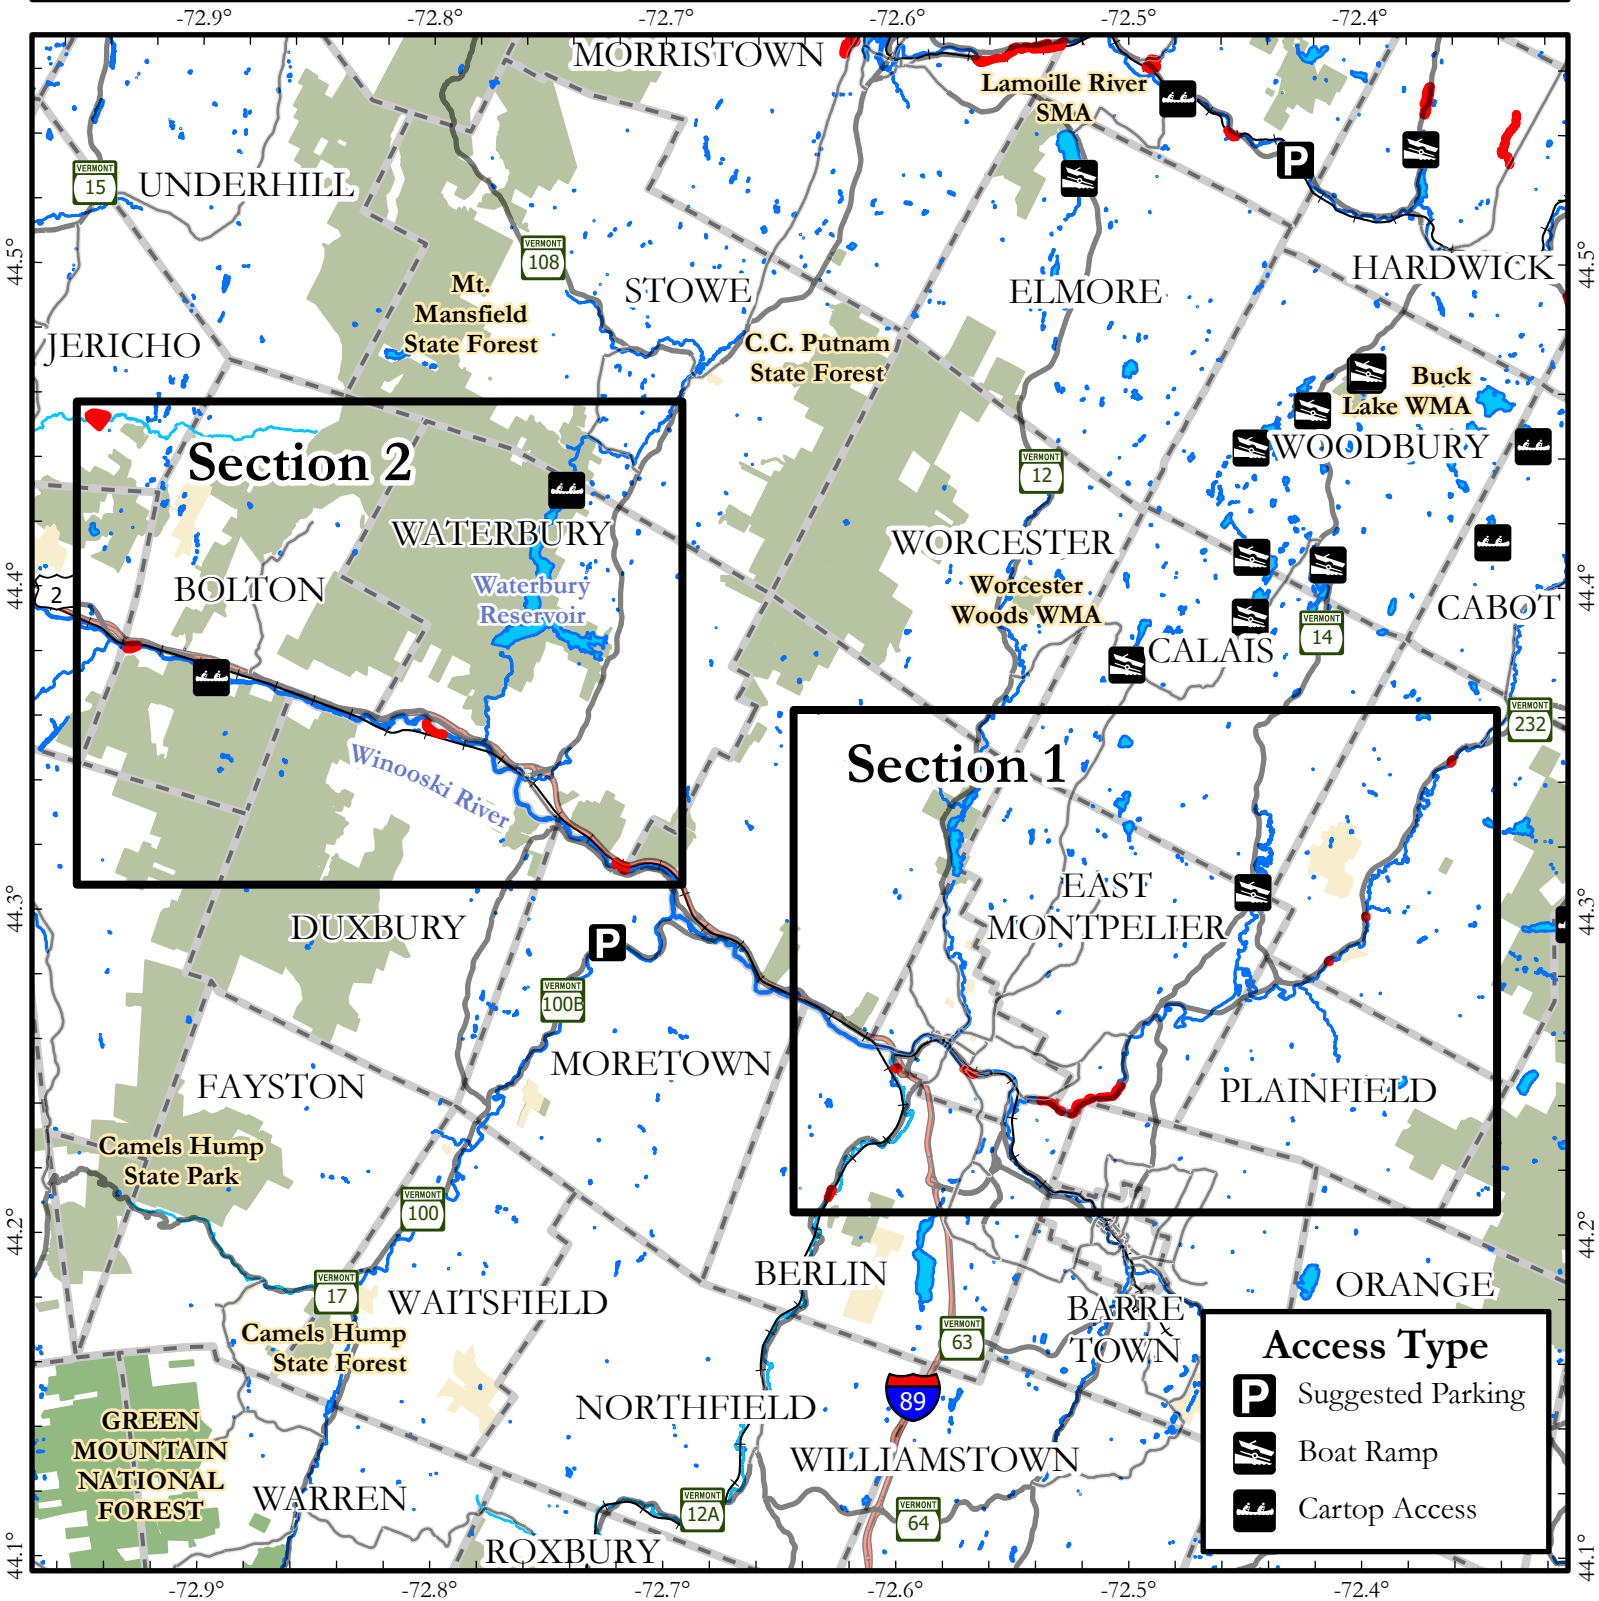 -72.9°
-72.8°
-72.7°
-72.6°
-72.5°
-72.4°
MORRISTOWN
Lamoille River
SMA
VERMONT
15
UNDERHILL
44.5°
VERMONT
108
STOWE
ELMORE
HARDWICK
44.5°
Mt.
Mansfield
State Forest
JERICHO
C.C. Putnam
State Forest
Buck
Lake WMA
WOODBURY
Section 2
VERMONT
12
WATERBURY
WORCESTER
Waterbury
Reservoir
Worcester
Woods WMA
44.4°
2
BOLTON
44.4°
CABOT
VERMONT
14
CALAIS
VERMONT
232
Winooski River
Section 1
44.3°
DUXBURY
EAST
MONTPELIER
44.3°
VERMONT
P
100B
MORETOWN
FAYSTON
PLAINFIELD
Camels Hump
State Park
VERMONT
100
44.2°
44.2°
BERLIN
VERMONT
17
WAITSFIELD
BARRE
TOWN
ORANGE
Camels Hump
State Forest
VERMONT
63
89
NORTHFIELD
GREEN
MOUNTAIN
NATIONAL
FOREST
WILLIAMSTOWN
WARREN
VERMONT
12A
VERMONT
64
ROXBURY
44.1°
44.1°
P
Access Type
P Suggested Parking
Boat Ramp
Cartop Access
-72.9°
-72.8°
-72.7°
-72.6°
-72.5°
-72.4°